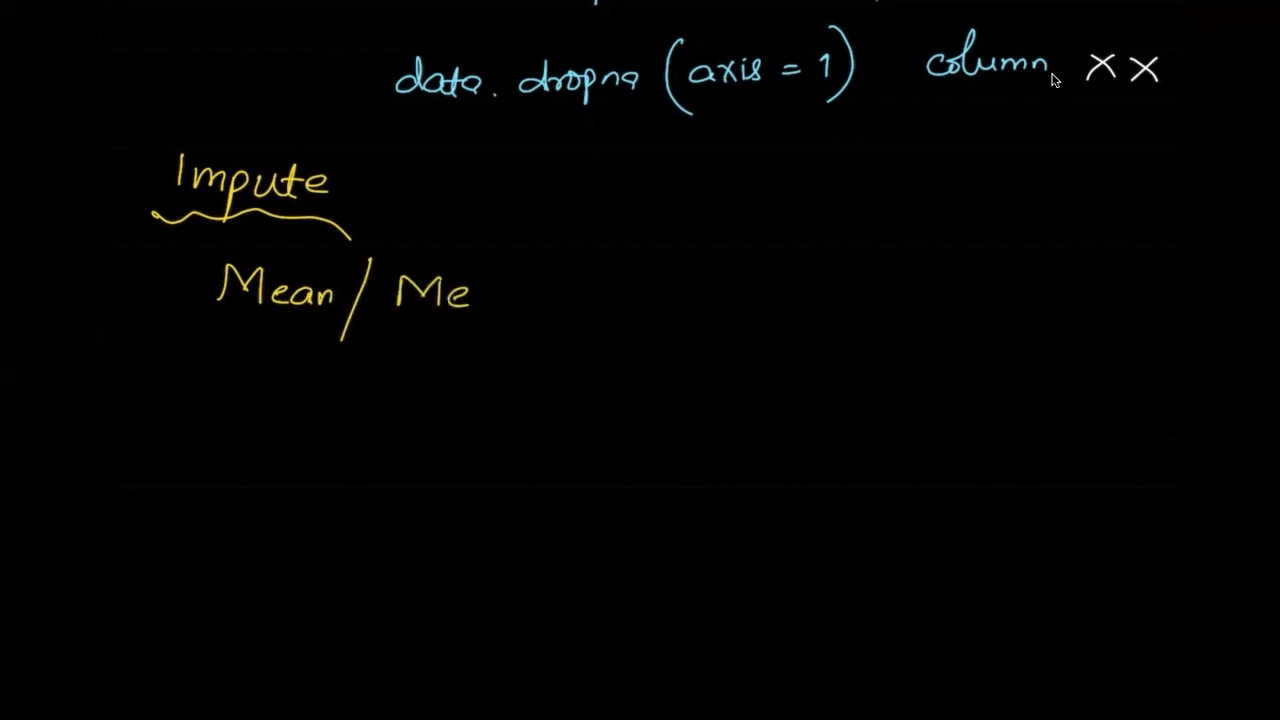 data. dropna (axis = 1) column X X
Impute
Mean / Me